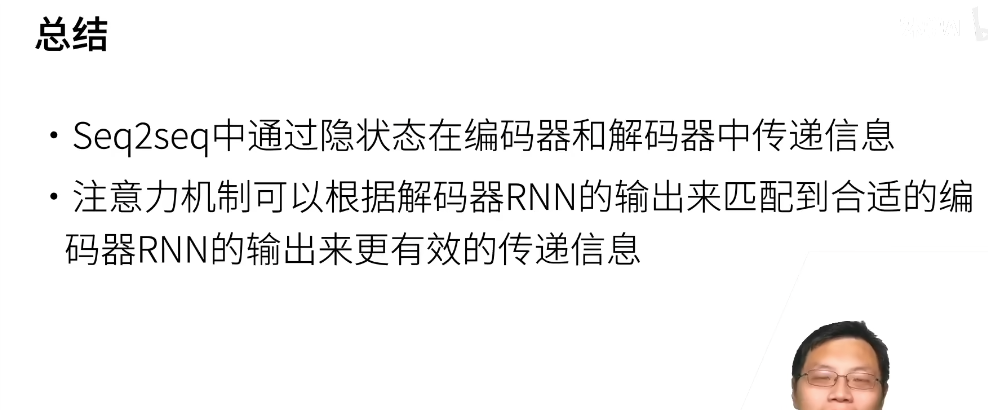 总结
• Seq2seq中通过隐状态在编码器和解码器中传递信息
• 注意力机制可以根据解码器RNN的输出来匹配到合适的编
码器RNN的输出来更有效的传递信息